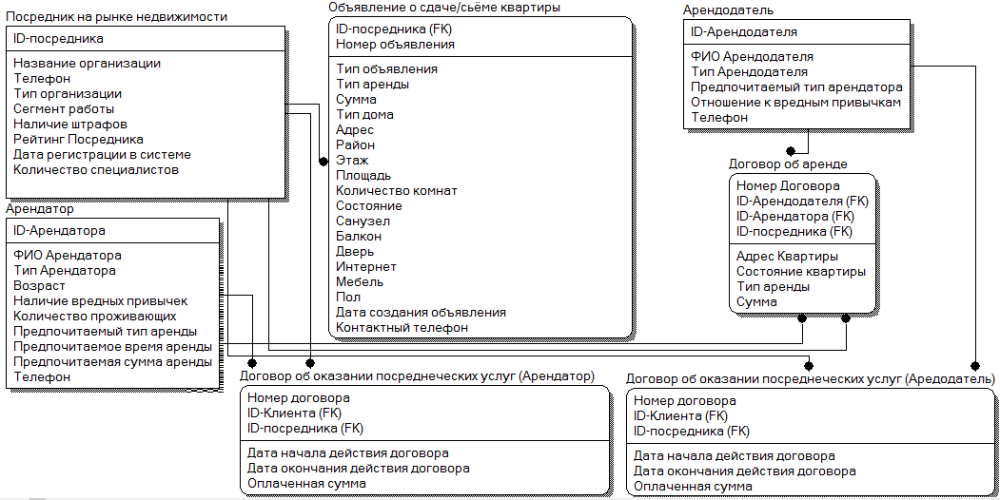 Посредник на рынке недвижимости
ID-посредника
Название организации
Телефон
Тип организации
Сегмент работы
Наличие штрафов
Рейтинг Посредника
Дата регистрации в системе
Количество специалистов
Объявление о сдаче/сьёме квартиры
ID-посредника (FK)
Номер объявления
Тип объявления
Тип аренды
Сумма
Тип дома
Адрес
Район
Этаж
Площадь
Количество комнат
Состояние
Санузел
Балкон
Дверь
Интернет
Мебель
Пол
Дата создания объявления
Контактный телефон
Арендодатель
ID-Арендодателя
ФИО Арендодателя
Тип Арендодателя
Предпочитаемый тип арендатора
Отношение к вредным привычкам
Телефон
Договор об аренде
Номер Договора
ID-Арендодателя (FK)
ID-Арендатора (FK)
ID-посредника (FK)
Адрес Квартиры
Состояние квартиры
Тип аренды
Сумма
Арендатор
ID-Арендатора
ФИО Арендатора
Тип Арендатора
Возраст
Наличие вредных привычек
Количество проживающих
Предпочитаемый тип аренды
Предпочитаемое время аренды
Предпочитаемая сумма аренды
Телефон
Договор об оказании посреднеческих услуг (Арендатор)
Номер договора
ID-Клиента (FK)
ID-посредника (FK)
Дата начала действия договора
Дата окончания действия договора
Оплаченная сумма
Договор об оказании посреднеческих услуг (Аредодатель)
Номер договора
ID-Клиента (FK)
ID-посредника (FK)
Дата начала действия договора
Дата окончания действия договора
Оплаченная сумма